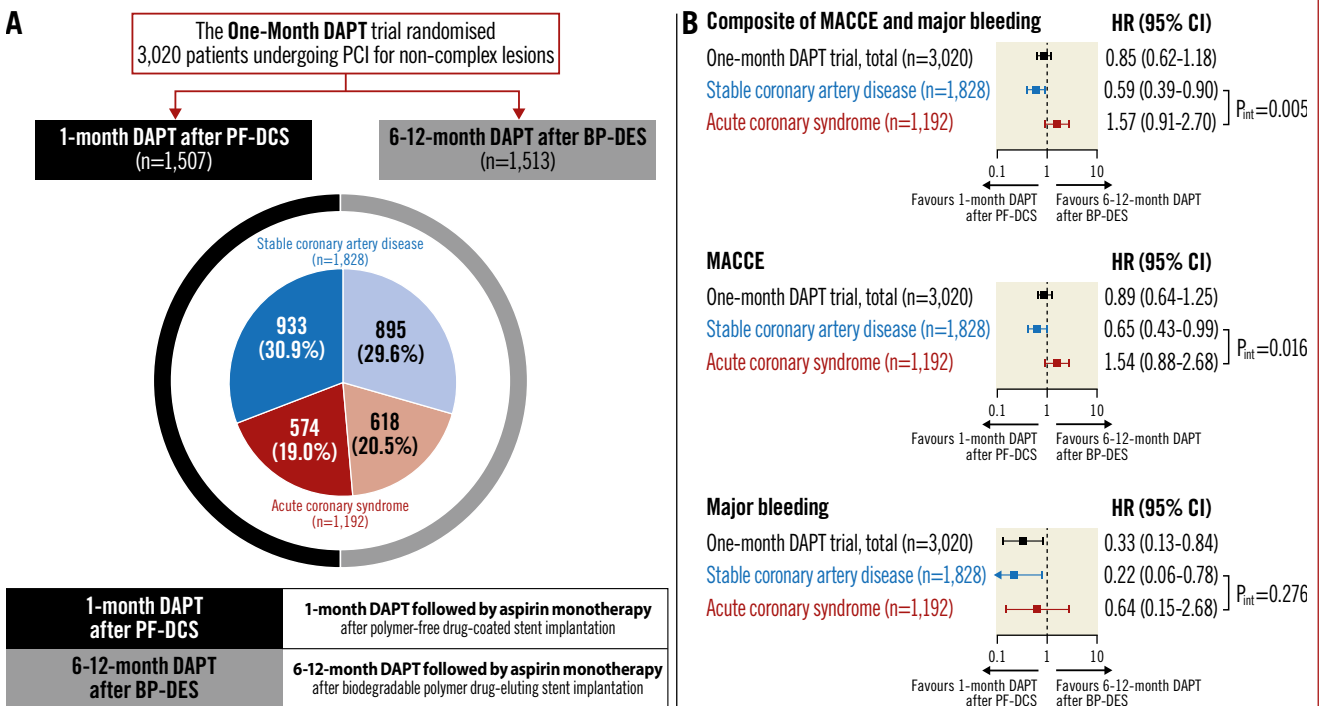 A
The One-Month DAPT trial randomised
3,020 patients undergoing PCI for non-complex lesions
1-month DAPT after PF-DCS
(n=1,507)
6-12-month DAPT after BP-DES
(n=1,513)
Stable coronary artery disease
(n=1,828)
933
(30.9%)
895
(29.6%)
574
(19.0%)
618
(20.5%)
Acute coronary syndrome
(n=1,192)
1-month DAPT
after PF-DCS
1-month DAPT followed by aspirin monotherapy
after polymer-free drug-coated stent implantation
6-12-month DAPT
after BP-DES
6-12-month DAPT followed by aspirin monotherapy
after biodegradable polymer drug-eluting stent implantation
B
Composite of MACCE and major bleeding HR (95% CI)
One-month DAPT trial, total (n=3,020) 0.85 (0.62-1.18)
Stable coronary artery disease (n=1,828) 0.59 (0.39-0.90)
Acute coronary syndrome (n=1,192) 1.57 (0.91-2.70)
Pint=0.005
0.1 1 10
Favours 1-month DAPT
after PF-DCS
Favours 6-12-month DAPT
after BP-DES
MACCE HR (95% CI)
One-month DAPT trial, total (n=3,020) 0.89 (0.64-1.25)
Stable coronary artery disease (n=1,828) 0.65 (0.43-0.99)
Acute coronary syndrome (n=1,192) 1.54 (0.88-2.68)
Pint=0.016
0.1 1 10
Favours 1-month DAPT
after PF-DCS
Favours 6-12-month DAPT
after BP-DES
Major bleeding HR (95% CI)
One-month DAPT trial, total (n=3,020) 0.33 (0.13-0.84)
Stable coronary artery disease (n=1,828) 0.22 (0.06-0.78)
Acute coronary syndrome (n=1,192) 0.64 (0.15-2.68)
Pint=0.276
0.1 1 10
Favours 1-month DAPT
after PF-DCS
Favours 6-12-month DAPT
after BP-DES